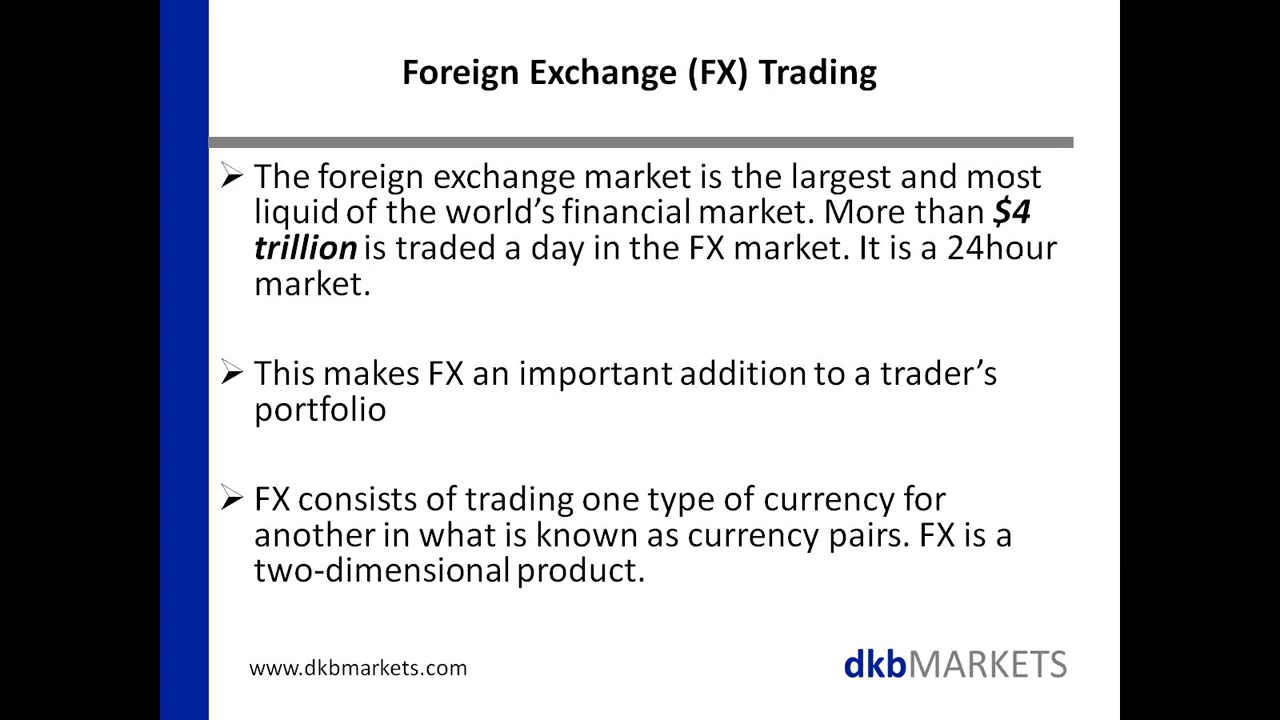 Foreign Exchange (FX) Trading
The foreign exchange market is the largest and most
liquid of the world’s financial market. More than $4
trillion is traded a day in the FX market. It is a 24hour
market.
This makes FX an important addition to a trader’s
portfolio
FX consists of trading one type of currency for
another in what is known as currency pairs. FX is a
two-dimensional product.
www.dkbmarkets.com
dkbMARKETS